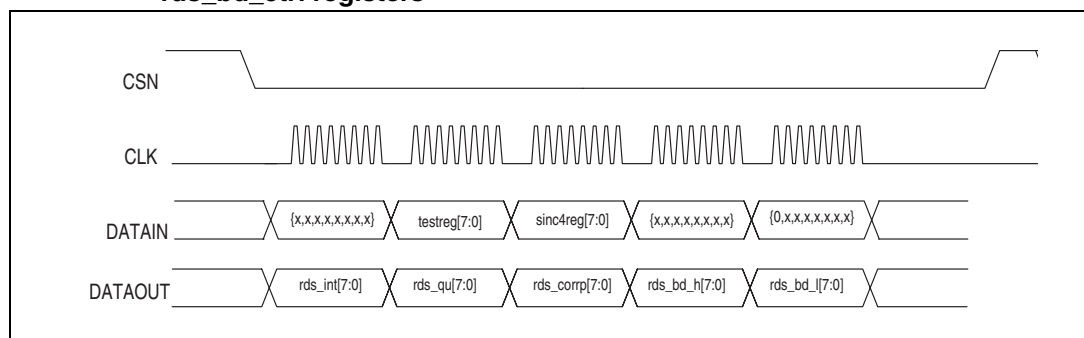 CSN
CLK
DATAIN {x,x,x,x,x,x,x,x} testreg[7:0] sinc4reg[7:0] {x,x,x,x,x,x,x,x} {0,x,x,x,x,x,x,x}
DATAOUT rds_int[7:0] rds_qu[7:0] rds_corrp[7:0] rds_bd_h[7:0] rds_bd_l[7:0]